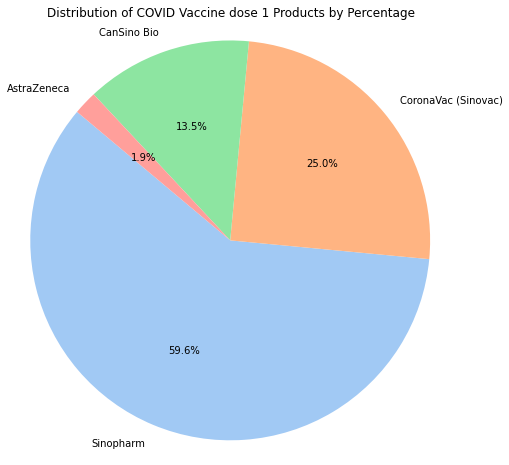 Distribution of COVID Vaccine dose 1 Products by Percentage
CanSino Bio
AstraZeneca
CoronaVac (Sinovac)
13.5%
1.9%
25.0%
59.6%
Sinopharm